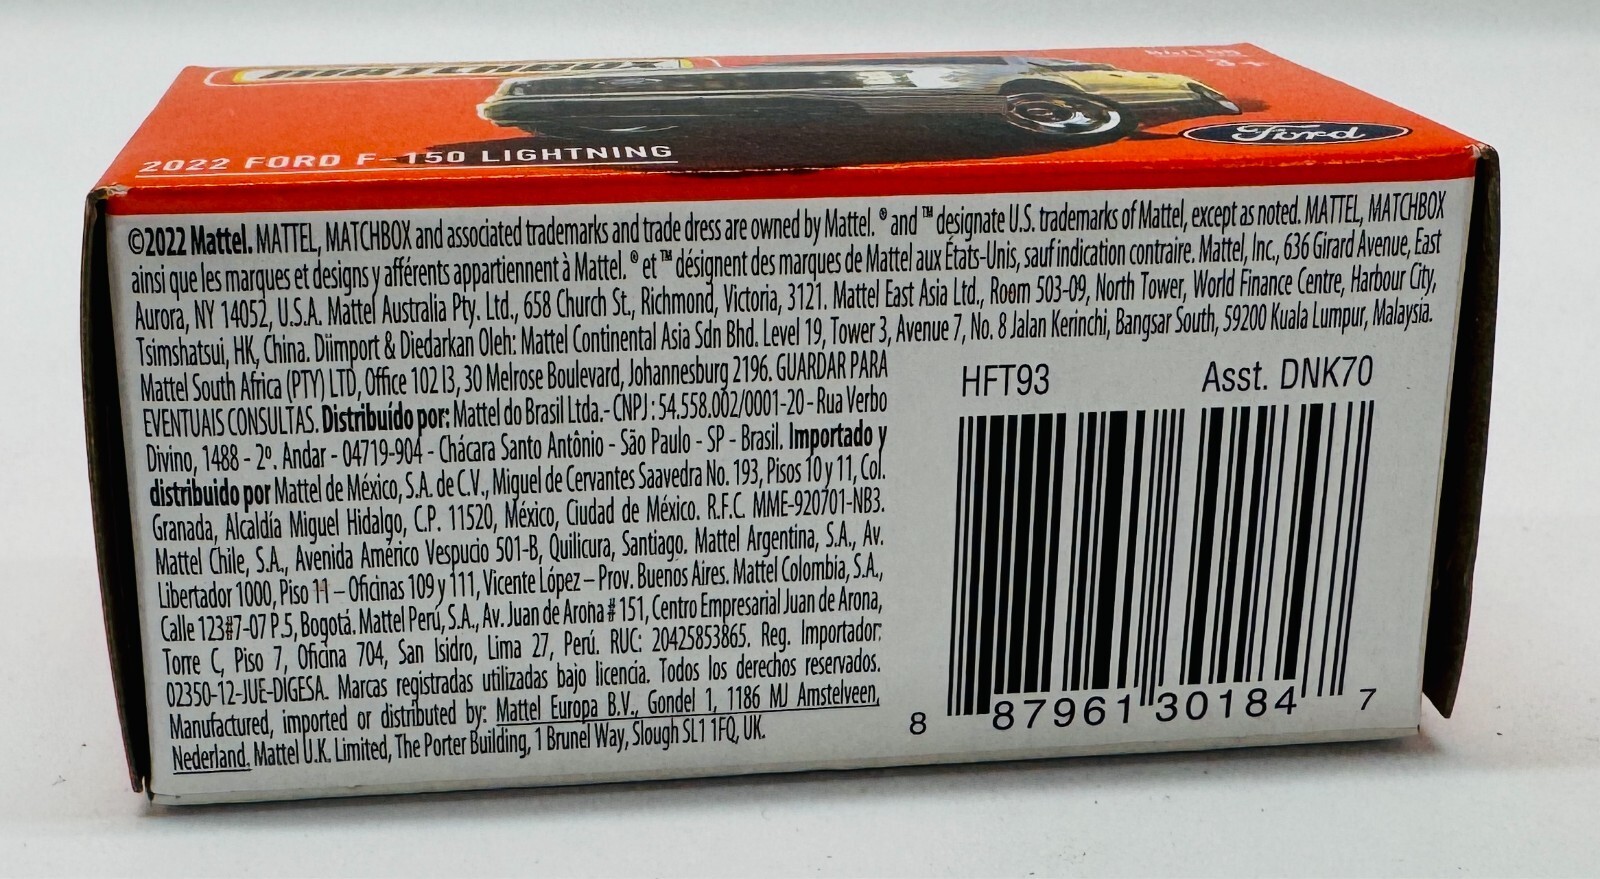 MATCHBOX
2022 FORD F-150 LIGHTNING
Ford
©2022 Mattel. MATTEL, MATCHBOX and associated trademarks and trade dress are owned by Mattel. ® and ™ designate U.S. trademarks of Mattel, except as noted. MATTEL, MATCHBOX
ainsi que les marques et designs y afférents appartiennent à Mattel. ® et ™ désignent des marques de Mattel aux États-Unis, sauf indication contraire. Mattel, Inc., 636 Girard Avenue, East
Aurora, NY 14052, U.S.A. Mattel Australia Pty. Ltd., 658 Church St., Richmond, Victoria, 3121. Mattel East Asia Ltd., Room 503-09, North Tower, World Finance Centre, Harbour City,
Tsimshatsui, HK, China. Diimport & Diedarkan Oleh: Mattel Continental Asia Sdn Bhd. Level 19, Tower 3, Avenue 7, No. 8 Jalan Kerinchi, Bangsar South, 59200 Kuala Lumpur, Malaysia.
Mattel South Africa (PTY) LTD, Office 102 I3, 30 Melrose Boulevard, Johannesburg 2196. GUARDAR PARA
EVENTUAIS CONSULTAS. Distribuído por: Mattel do Brasil Ltda.- CNPJ : 54.558.002/0001-20 - Rua Verbo
Divino, 1488 - 2º. Andar - 04719-904 - Chácara Santo Antônio - São Paulo - SP - Brasil. Importado y
distribuido por Mattel de México, S.A. de C.V., Miguel de Cervantes Saavedra No. 193, Pisos 10 y 11, Col.
Granada, Alcaldía Miguel Hidalgo, C.P. 11520, México, Ciudad de México. R.F.C. MME-920701-NB3.
Mattel Chile, S.A., Avenida Américo Vespucio 501-B, Quilicura, Santiago. Mattel Argentina, S.A., Av.
Libertador 1000, Piso 11 – Oficinas 109 y 111, Vicente López – Prov. Buenos Aires. Mattel Colombia, S.A.,
Calle 123#7-07 P.5, Bogotá. Mattel Perú, S.A., Av. Juan de Arona # 151, Centro Empresarial Juan de Arona,
Torre C, Piso 7, Oficina 704, San Isidro, Lima 27, Perú. RUC: 20425853865. Reg. Importador:
02350-12-JUE-DIGESA. Marcas registradas utilizadas bajo licencia. Todos los derechos reservados.
Manufactured, imported or distributed by: Mattel Europa B.V., Gondel 1, 1186 MJ Amstelveen,
Nederland. Mattel U.K. Limited, The Porter Building, 1 Brunel Way, Slough SL1 1FQ, UK.
HFT93 Asst. DNK70
8 87961 30184 7